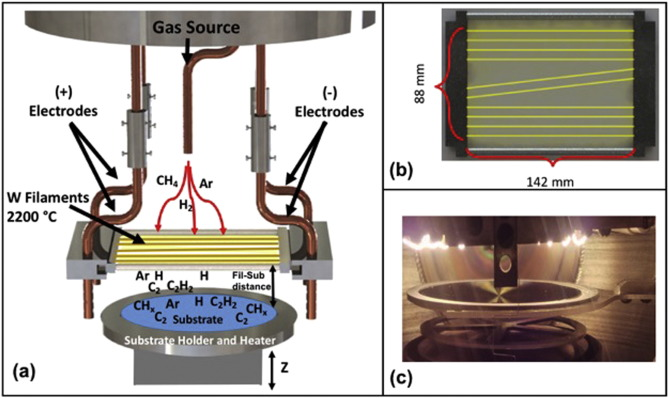 Gas Source
(+)
Electrodes
(-)
Electrodes
CH4
Ar
H2
W Filaments
2200 °C
Ar H
C2 C2H2
H
Fil-Sub
distance
CHx Ar H C2H2
C2 Substrate C2 CHx
Substrate Holder and Heater
Z
(a)
88 mm
142 mm
(b)
(c)